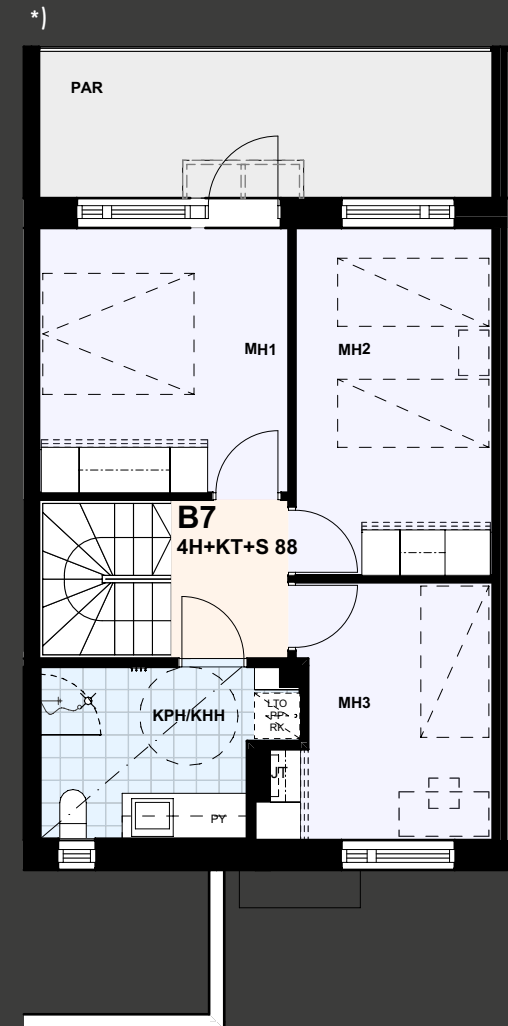 *)
PAR
MH1
MH2
B7
4H+KT+S 88
MH3
KPH/KHH
LTO
PP
RK
JT
PY